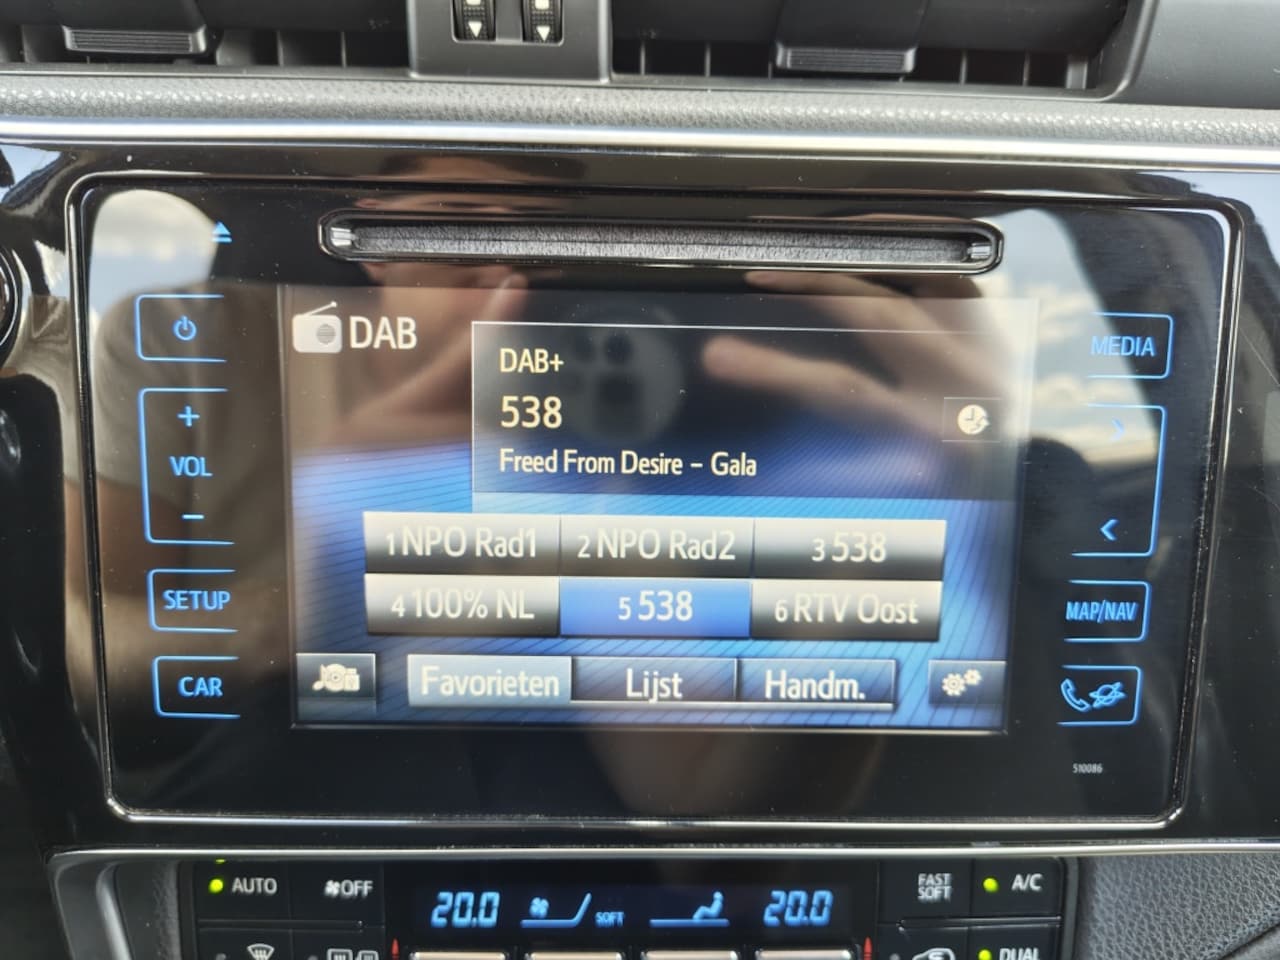 DAB
DAB+
538
Freed From Desire – Gala
1 NPO Rad1
2 NPO Rad2
3 538
4 100% NL
5 538
6 RTV Oost
Favorieten
Lijst
Handm.
+
VOL
−
SETUP
CAR
MEDIA
>
<
MAP/NAV
510086
AUTO
OFF
20.0
SOFT
20.0
FAST
SOFT
A/C
DUAL